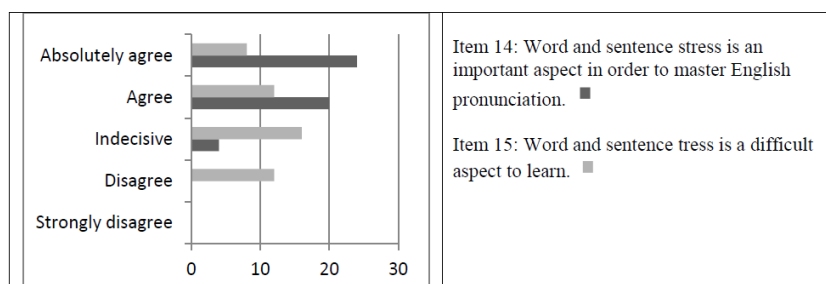 Absolutely agree
Agree
Indecisive
Disagree
Strongly disagree
0 10 20 30
Item 14: Word and sentence stress is an
important aspect in order to master English
pronunciation.
Item 15: Word and sentence tress is a difficult
aspect to learn.